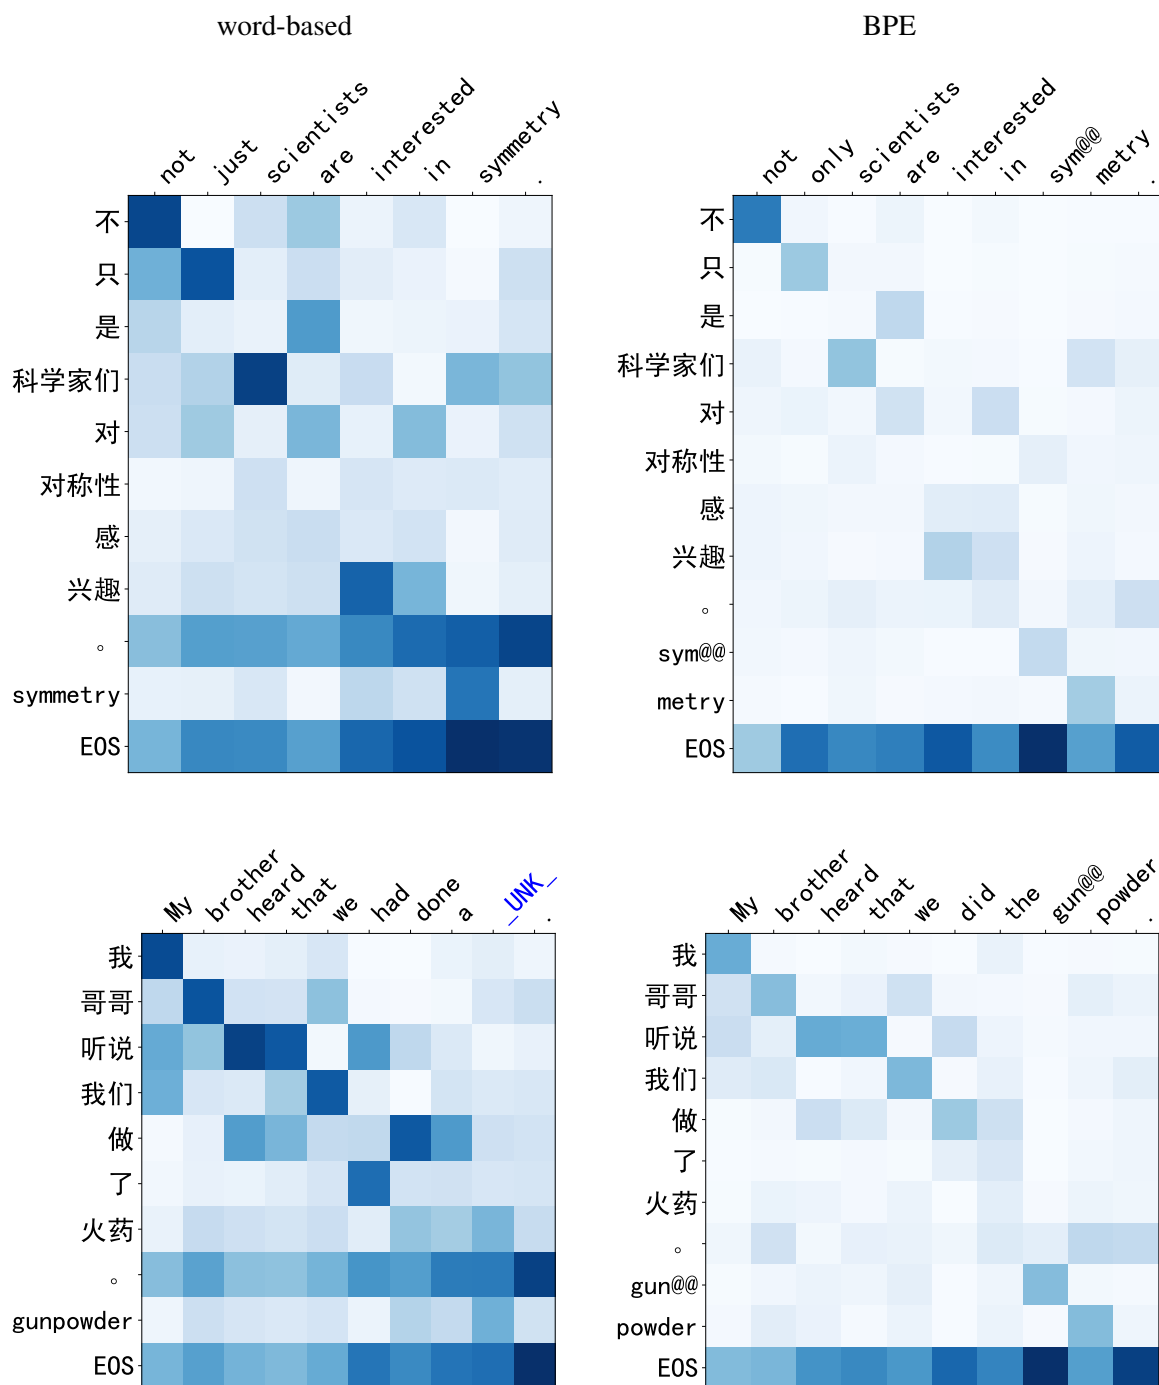 word-based
BPE
not just scientists are interested in symmetry .
不
只
是
科学家们
对
对称性
感
兴趣
。
symmetry
EOS
not only scientists are interested in sym@@ metry .
不
只
是
科学家们
对
对称性
感
兴趣
。
sym@@
metry
EOS
My brother heard that we had done a _UNK_ .
我
哥哥
听说
我们
做
了
火药
。
gunpowder
EOS
My brother heard that we did the gun@@ powder .
我
哥哥
听说
我们
做
了
火药
。
gun@@
powder
EOS